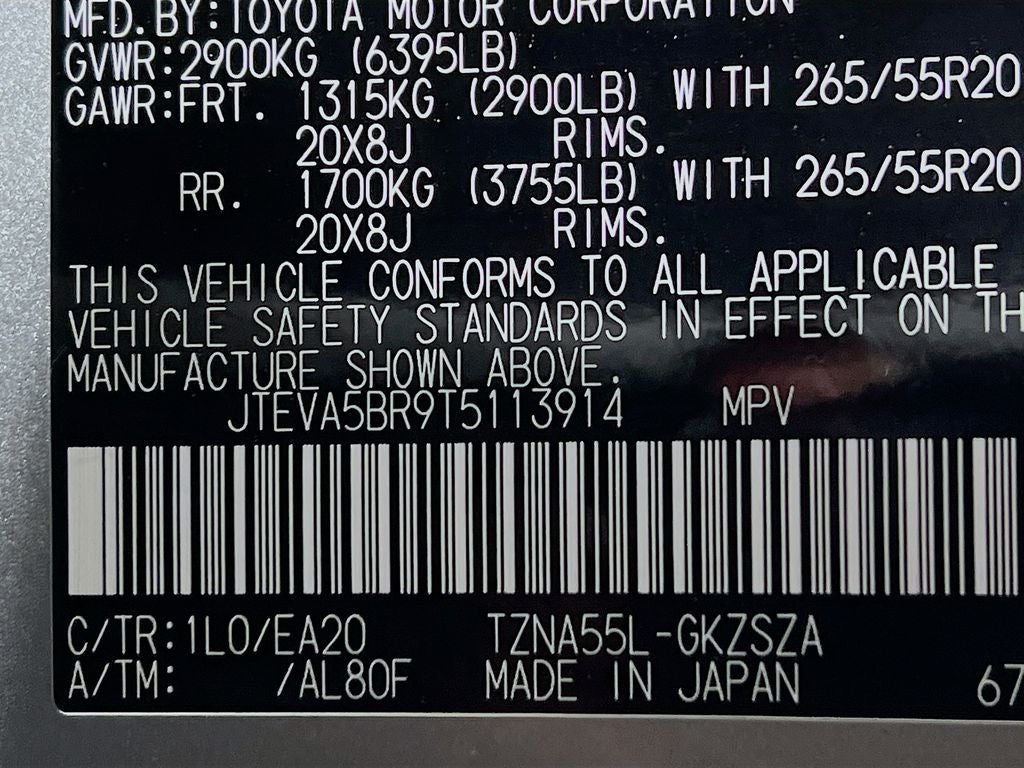 MFD.BY:TOYOTA MOTOR CORPORATION
GVWR:2900KG (6395LB)
GAWR:FRT. 1315KG (2900LB) WITH 265/55R20
20X8J RIMS.
RR. 1700KG (3755LB) WITH 265/55R20
20X8J RIMS.
THIS VEHICLE CONFORMS TO ALL APPLICABLE
VEHICLE SAFETY STANDARDS IN EFFECT ON TH
MANUFACTURE SHOWN ABOVE.
JTEVA5BR9T5113914 MPV
C/TR:1L0/EA20 TZNA55L-GKZSZA
A/TM: /AL80F MADE IN JAPAN 67